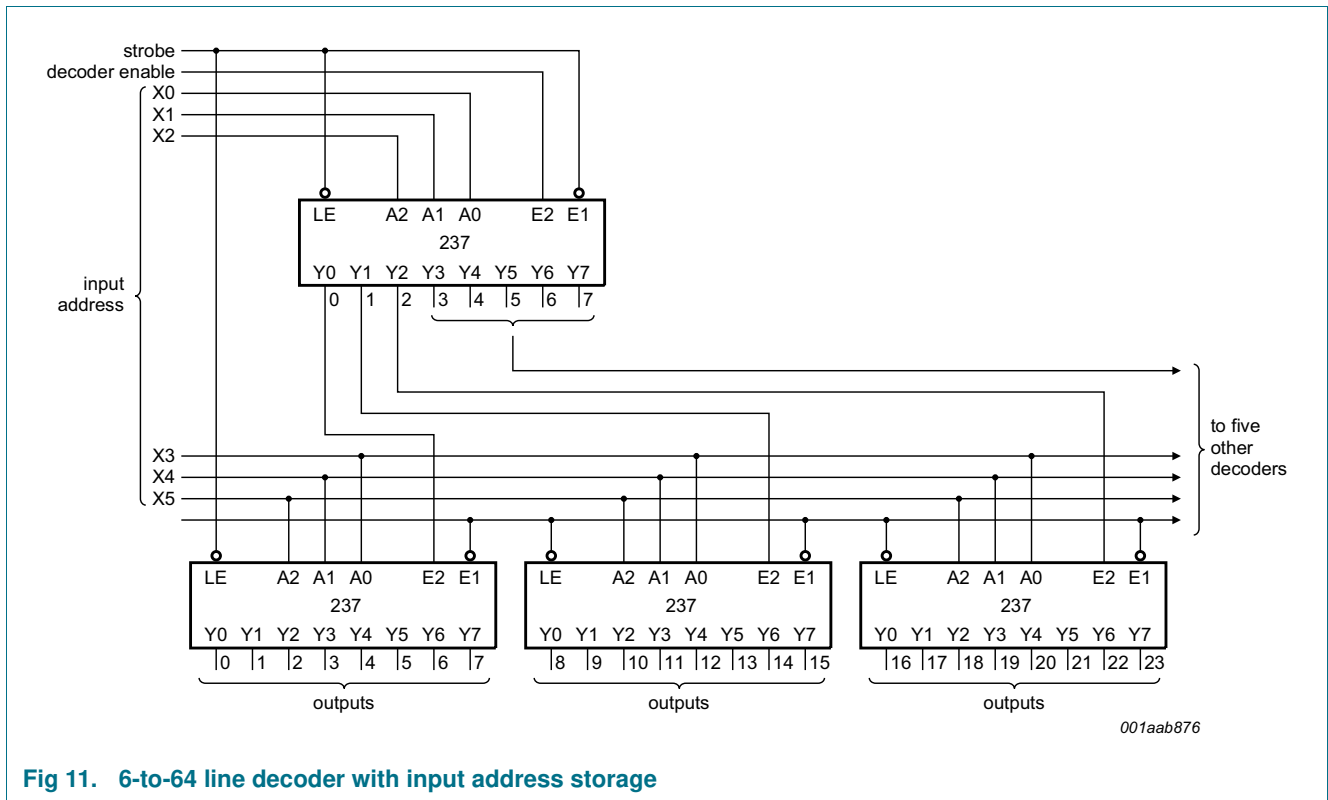 strobe
decoder enable
X0
X1
X2
LE A2 A1 A0 E2 E1
237
Y0 Y1 Y2 Y3 Y4 Y5 Y6 Y7
0 1 2 3 4 5 6 7
input
address
to five
other
decoders
X3
X4
X5
LE A2 A1 A0 E2 E1
237
Y0 Y1 Y2 Y3 Y4 Y5 Y6 Y7
0 1 2 3 4 5 6 7
outputs
LE A2 A1 A0 E2 E1
237
Y0 Y1 Y2 Y3 Y4 Y5 Y6 Y7
8 9 10 11 12 13 14 15
outputs
LE A2 A1 A0 E2 E1
237
Y0 Y1 Y2 Y3 Y4 Y5 Y6 Y7
16 17 18 19 20 21 22 23
outputs
001aab876
Fig 11. 6-to-64 line decoder with input address storage